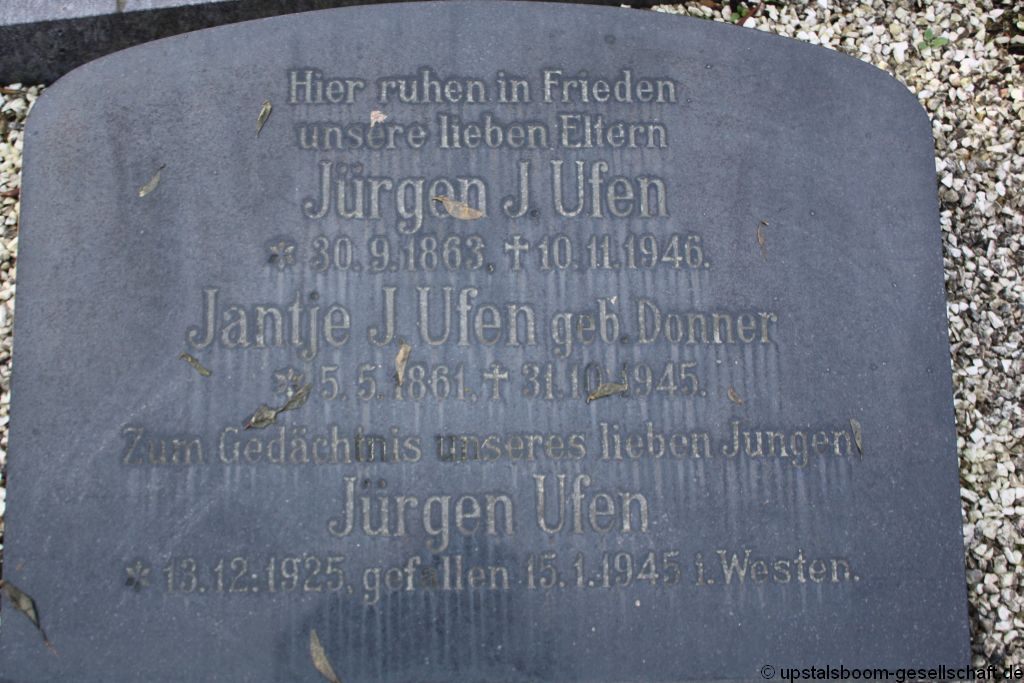 Hier ruhen in Frieden
unsere lieben Eltern
Jürgen J. Ufen
* 30. 9. 1863, † 10. 11. 1946.
Jantje J. Ufen geb. Donner
* 5. 5. 1861, † 31. 10. 1945.
Zum Gedächtnis unseres lieben Jungen
Jürgen Ufen
* 13. 12. 1925, gefallen 15. 1. 1945 i. Westen.
© upstalsboom-gesellschaft.de